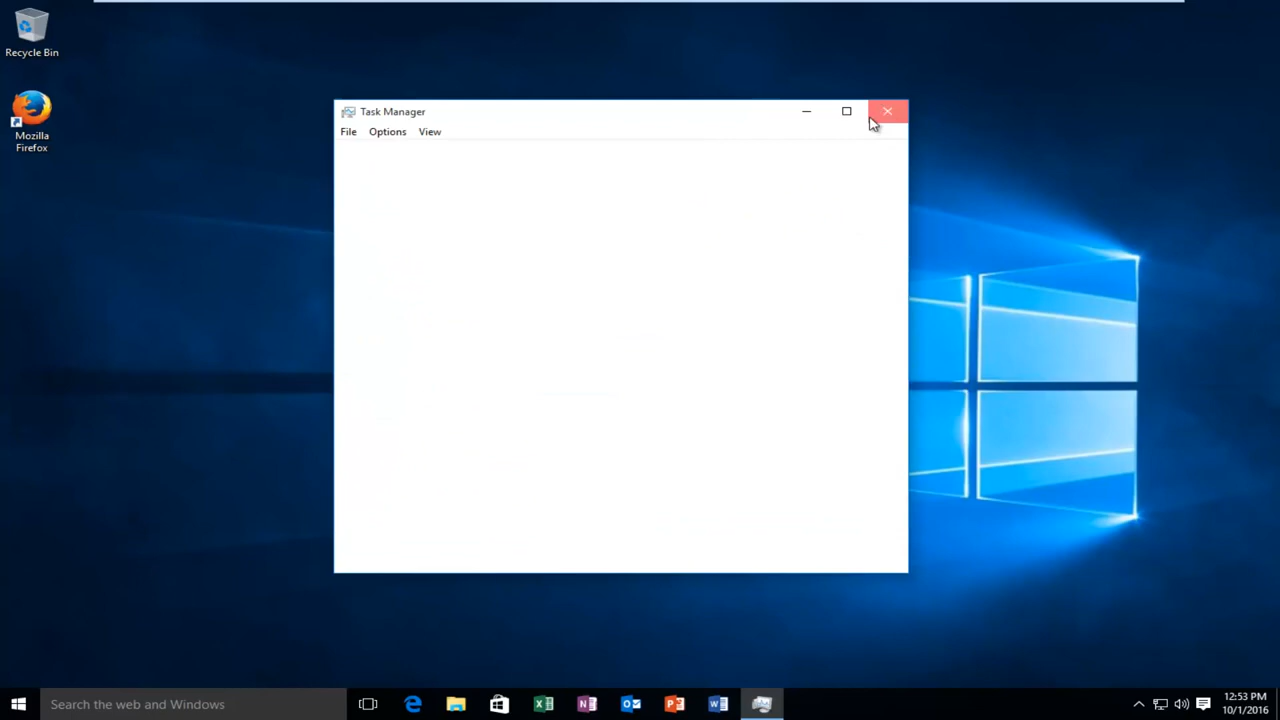 Recycle Bin
Mozilla
Firefox
Task Manager
File Options View
Search the web and Windows
12:53 PM
10/1/2016